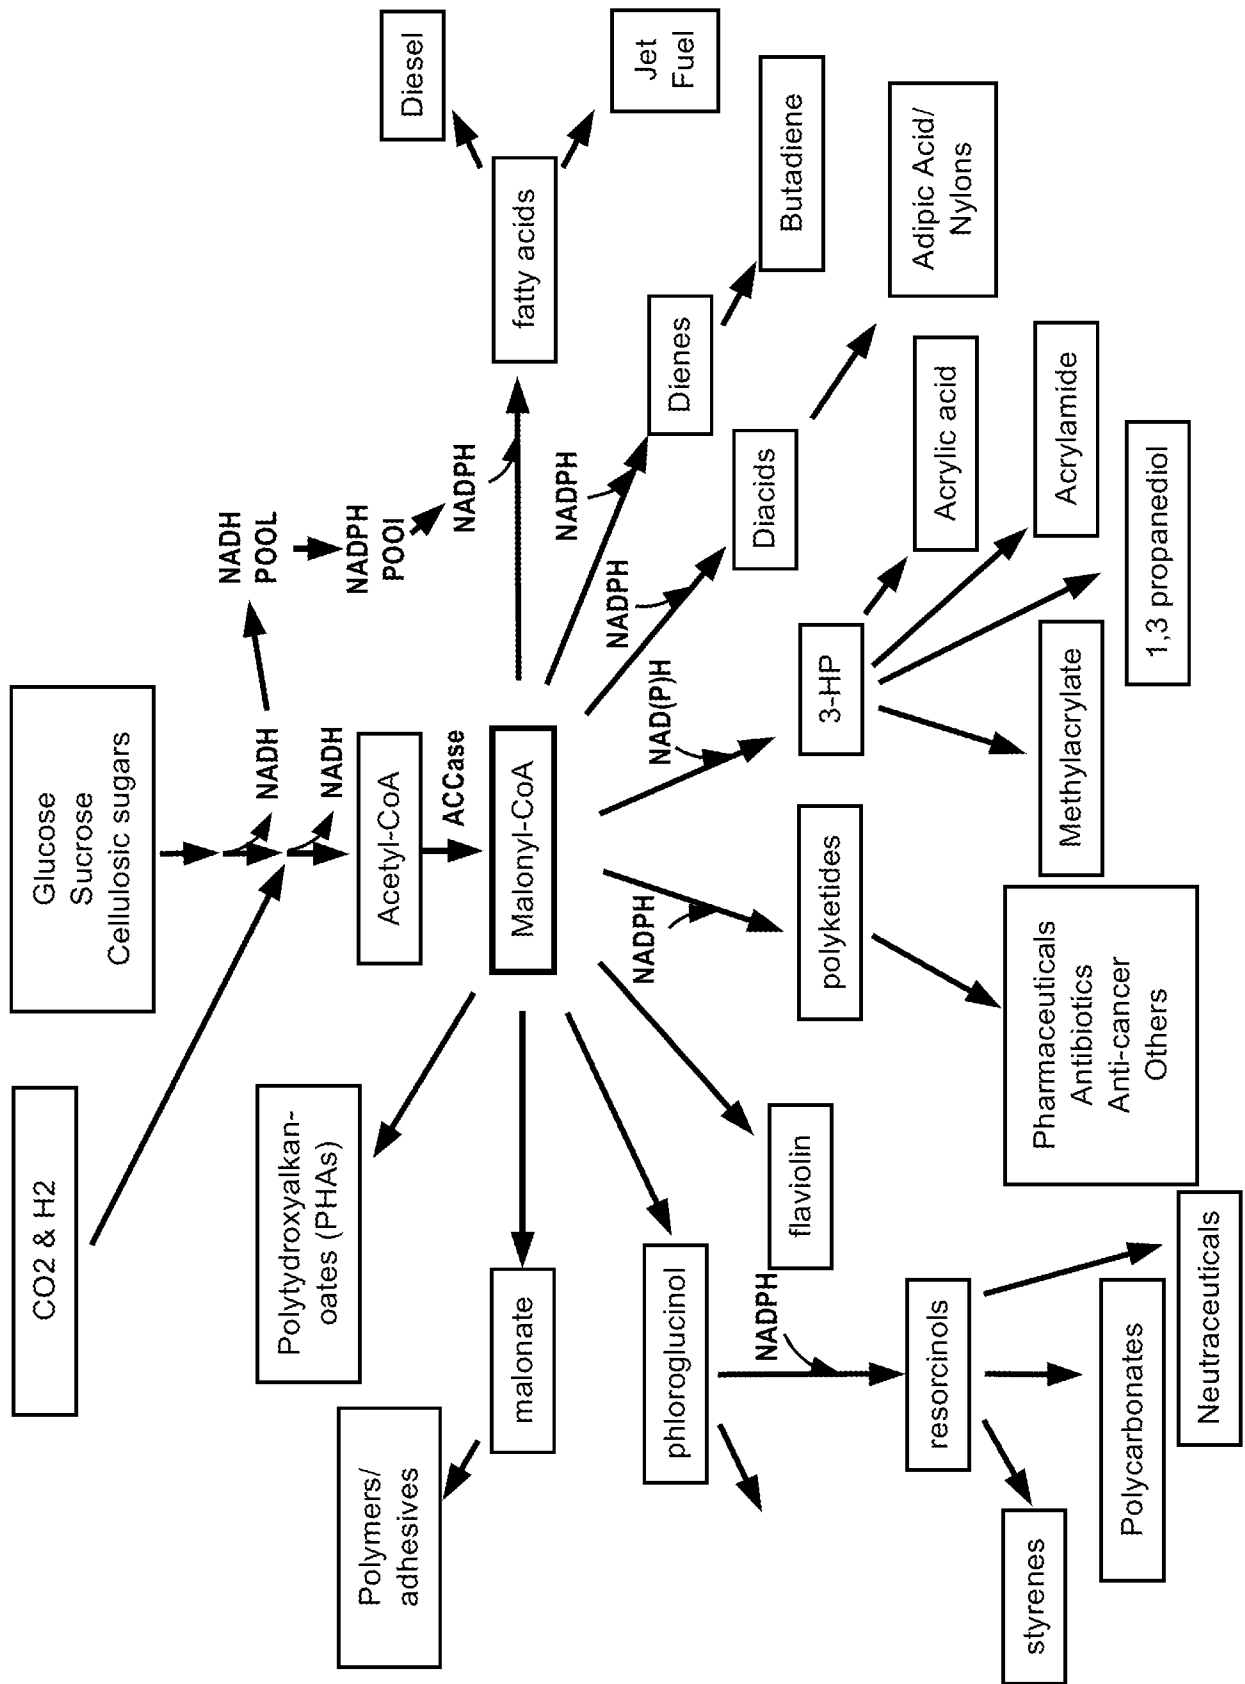 CO2 & H2
Glucose
Sucrose
Cellulosic sugars
NADH
NADH
POOL
NADPH
POOl
NADPH
NADH
Acetyl-CoA
ACCase
Malonyl-CoA
Polytydroxyalkan-
oates (PHAs)
malonate
Polymers/
adhesives
fatty acids
Diesel
Jet
Fuel
NADPH
Dienes
Butadiene
NADPH
Diacids
Adipic Acid/
Nylons
NAD(P)H
3-HP
Acrylic acid
Acrylamide
1,3 propanediol
Methylacrylate
NADPH
polyketides
Pharmaceuticals
Antibiotics
Anti-cancer
Others
flaviolin
phloroglucinol
NADPH
resorcinols
styrenes
Polycarbonates
Neutraceuticals